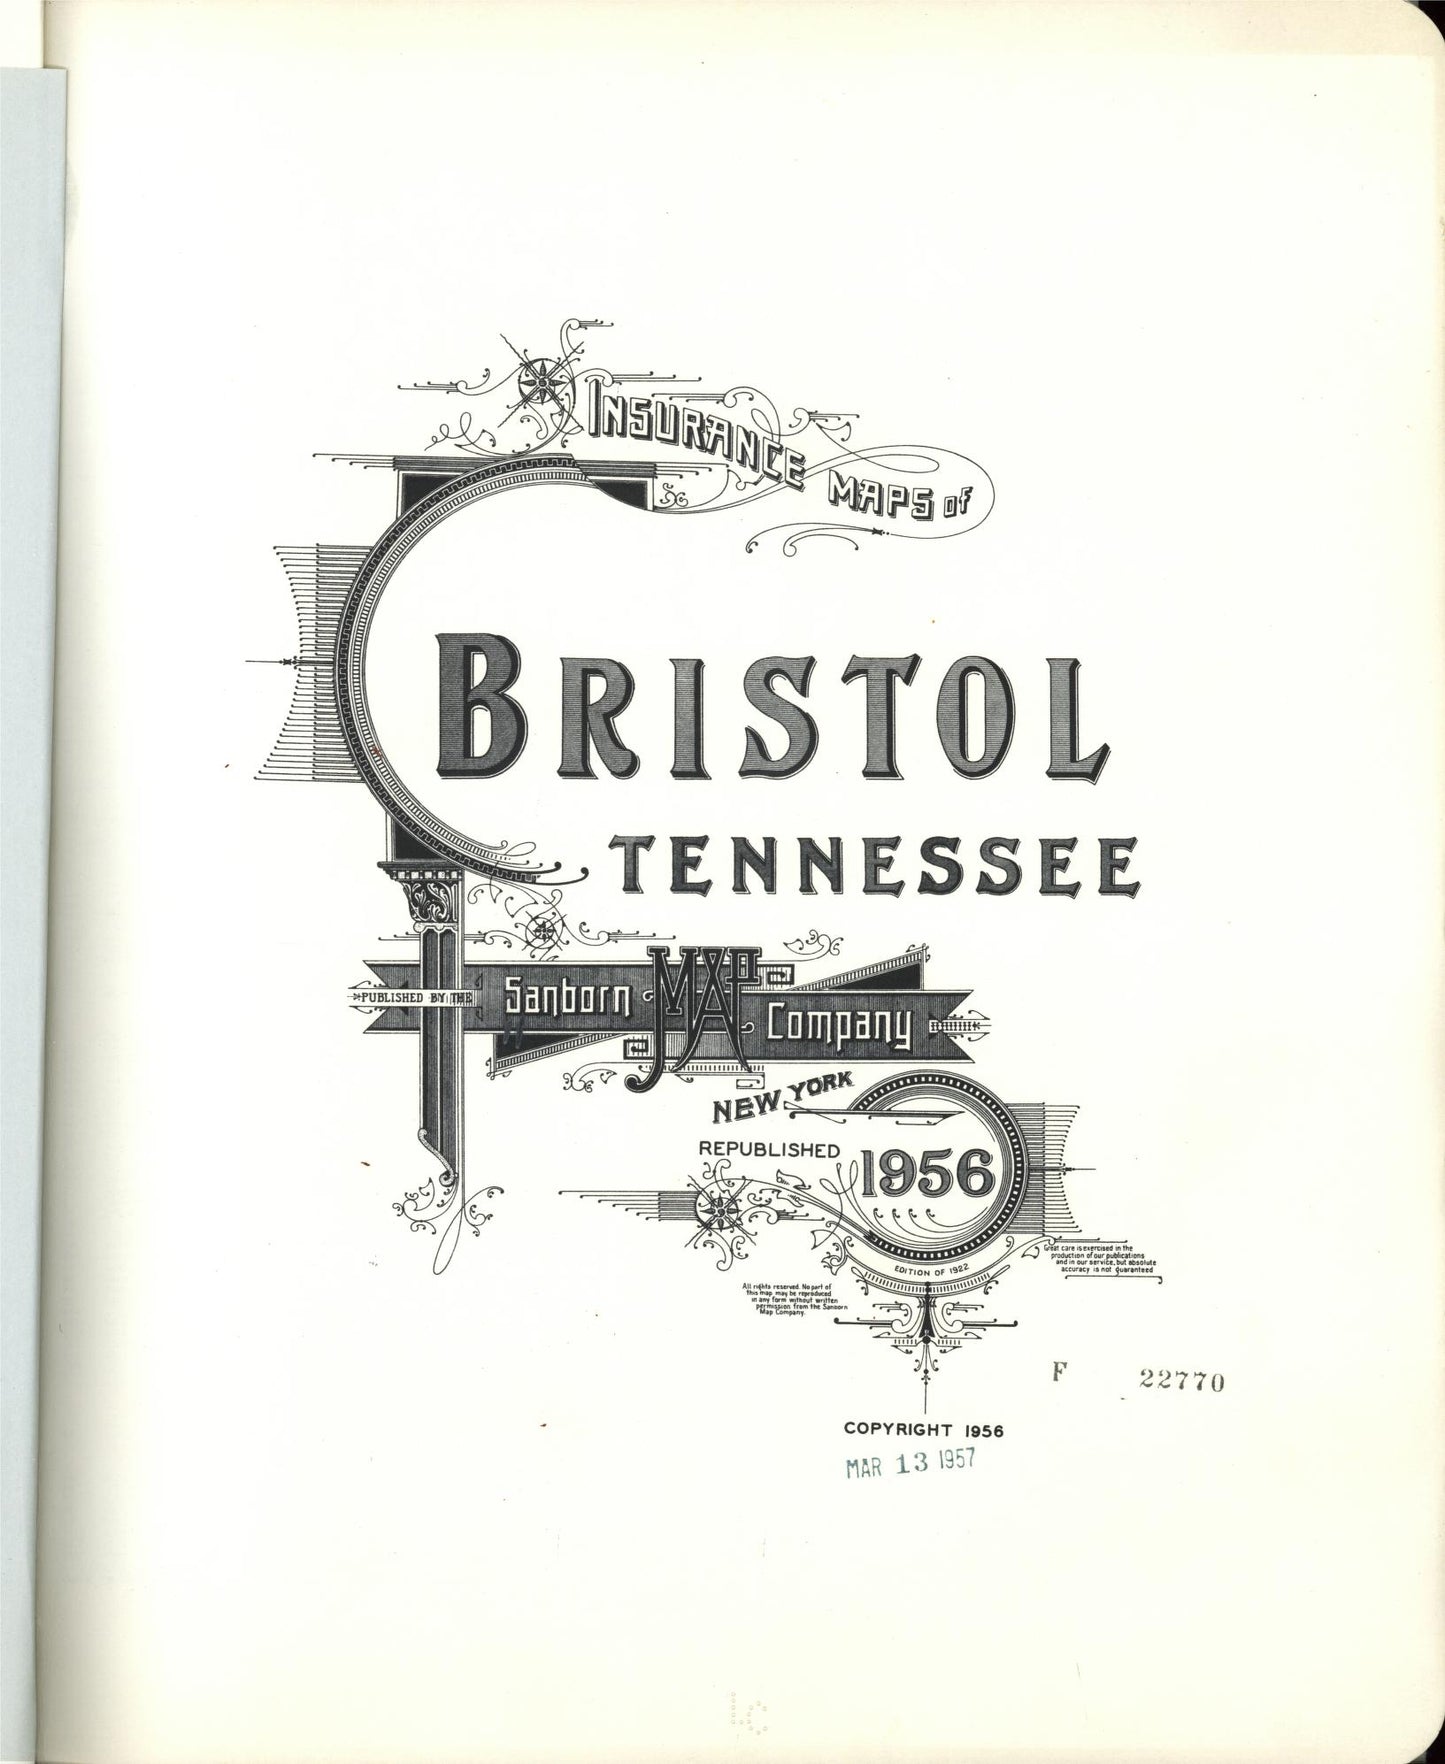 INSURANCE MAPS of
BRISTOL
TENNESSEE
PUBLISHED BY THE
Sanborn MAP Company
NEW YORK
REPUBLISHED 1956
EDITION OF 1922
Great care is exercised in the
production of our publications
and in our service, but absolute
accuracy is not guaranteed
All rights reserved. No part of
this map may be reproduced
in any form without written
permission from the Sanborn
Map Company.
F 22770
COPYRIGHT 1956
MAR 13 1957